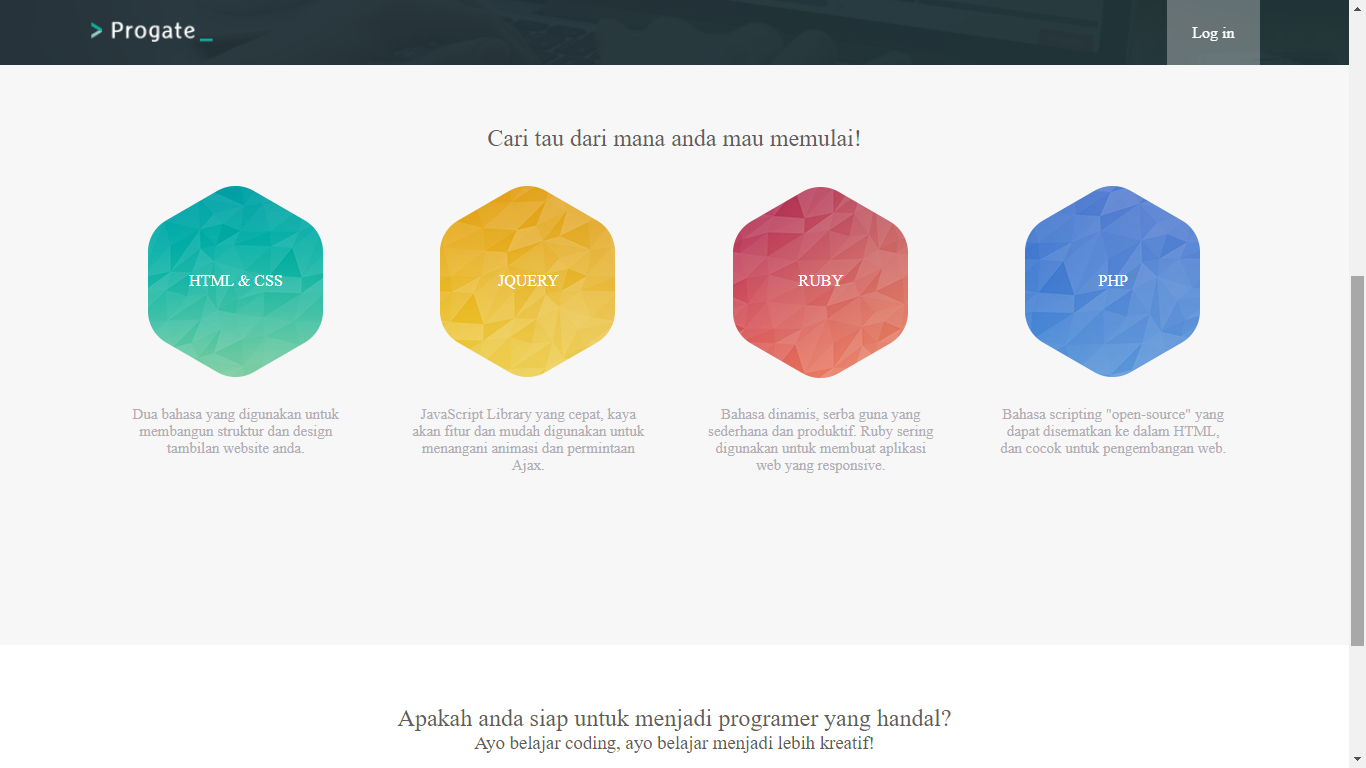 > Progate_
Log in
Cari tau dari mana anda mau memulai!
HTML & CSS
JQUERY
RUBY
PHP
Dua bahasa yang digunakan untuk
membangun struktur dan design
tambilan website anda.
JavaScript Library yang cepat, kaya
akan fitur dan mudah digunakan untuk
menangani animasi dan permintaan
Ajax.
Bahasa dinamis, serba guna yang
sederhana dan produktif. Ruby sering
digunakan untuk membuat aplikasi
web yang responsive.
Bahasa scripting "open-source" yang
dapat disematkan ke dalam HTML,
dan cocok untuk pengembangan web.
Apakah anda siap untuk menjadi programer yang handal?
Ayo belajar coding, ayo belajar menjadi lebih kreatif!